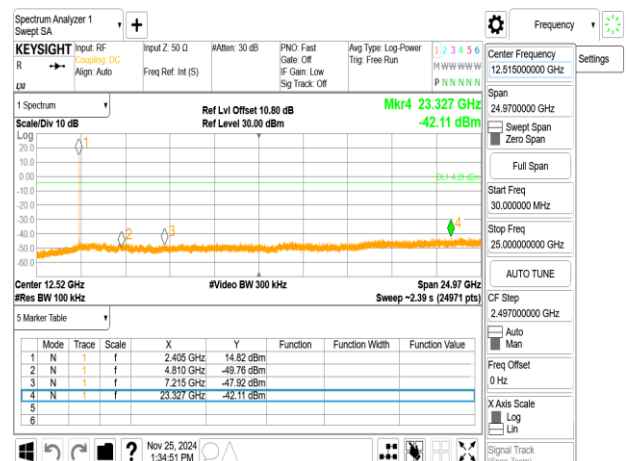 Spectrum Analyzer 1
Swept SA
Frequency
KEYSIGHT
R
LXI
Input: RF
Coupling: DC
Align: Auto
Input Z: 50 Ω
Freq Ref: Int (S)
#Atten: 30 dB
PNO: Fast
Gate: Off
IF Gain: Low
Sig Track: Off
Avg Type: Log-Power
Trig: Free Run
1 2 3 4 5 6
M W W W W W
P N N N N N
1 Spectrum
Scale/Div 10 dB
Ref Lvl Offset 10.80 dB
Ref Level 30.00 dBm
Mkr4 23.327 GHz
-42.11 dBm
Log
20.0
10.0
0.00
-10.0
-20.0
-30.0
-40.0
-50.0
-60.0
1
2
3
4
Center 12.52 GHz
#Video BW 300 kHz
Span 24.97 GHz
#Res BW 100 kHz
Sweep ~2.39 s (24971 pts)
5 Marker Table
Mode Trace Scale X Y Function Function Width Function Value
1 N 1 f 2.405 GHz 14.82 dBm
2 N 1 f 4.810 GHz -49.76 dBm
3 N 1 f 7.215 GHz -47.92 dBm
4 N 1 f 23.327 GHz -42.11 dBm
5
6
?
Nov 25, 2024
1:34:51 PM
Center Frequency
12.515000000 GHz
Settings
Span
24.9700000 GHz
Swept Span
Zero Span
Full Span
Start Freq
30.000000 MHz
Stop Freq
25.000000000 GHz
AUTO TUNE
CF Step
2.497000000 GHz
Auto
Man
Freq Offset
0 Hz
X Axis Scale
Log
Lin
Signal Track
(Span Zoom)